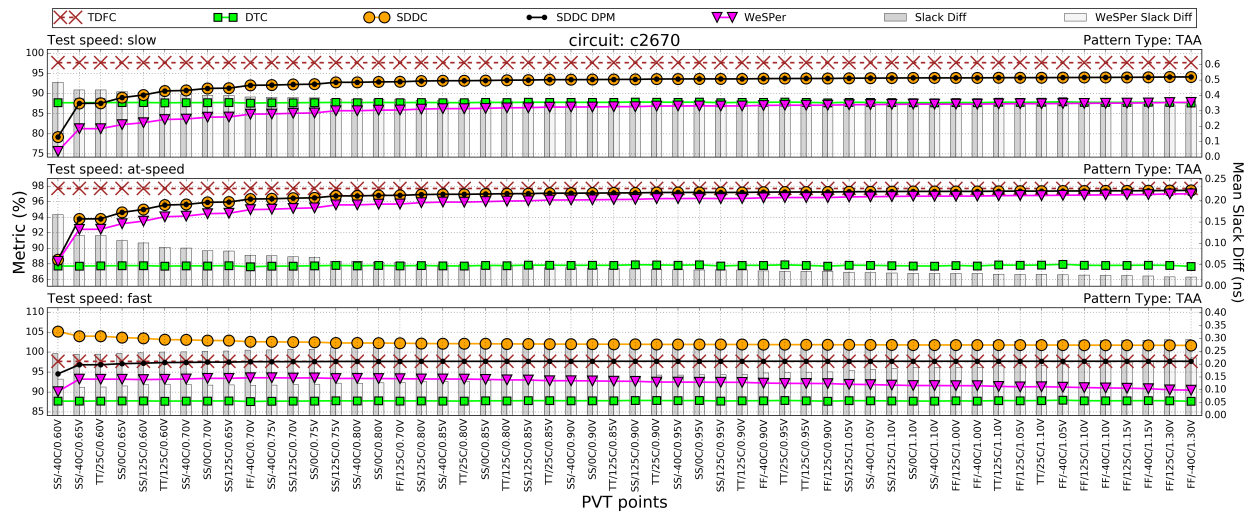 TDFC DTC SDDC SDDC DPM WeSPer Slack Diff WeSPer Slack Diff
circuit: c2670
Test speed: slow
Pattern Type: TAA
100
95
90
85
80
75
0.6
0.5
0.4
0.3
0.2
0.1
0.0
Test speed: at-speed
Pattern Type: TAA
98
96
94
92
90
88
86
0.25
0.20
0.15
0.10
0.05
0.00
Metric (%)
Mean Slack Diff (ns)
Test speed: fast
Pattern Type: TAA
110
105
100
95
90
85
0.40
0.35
0.30
0.25
0.20
0.15
0.10
0.05
0.00
SS/-40C/0.60V
SS/-40C/0.65V
TT/25C/0.60V
SS/0C/0.65V
SS/125C/0.60V
TT/125C/0.60V
SS/-40C/0.70V
SS/0C/0.70V
SS/125C/0.65V
FF/-40C/0.70V
SS/-40C/0.75V
SS/0C/0.75V
SS/125C/0.75V
SS/-40C/0.80V
SS/0C/0.80V
FF/125C/0.70V
TT/125C/0.80V
SS/125C/0.80V
TT/25C/0.80V
SS/-40C/0.85V
SS/0C/0.85V
TT/125C/0.85V
SS/125C/0.85V
TT/25C/0.85V
SS/-40C/0.90V
SS/0C/0.90V
SS/125C/0.90V
TT/25C/0.90V
SS/-40C/0.95V
SS/0C/0.95V
SS/125C/0.95V
TT/125C/0.90V
FF/-40C/0.90V
TT/125C/0.95V
TT/25C/0.95V
FF/125C/0.90V
SS/125C/1.05V
SS/-40C/1.05V
SS/125C/1.10V
SS/0C/1.10V
SS/-40C/1.10V
FF/125C/1.00V
FF/-40C/1.00V
TT/125C/1.10V
TT/25C/1.10V
TT/-40C/1.10V
FF/-40C/1.05V
FF/125C/1.10V
FF/0C/1.10V
FF/-40C/1.10V
FF/125C/1.30V
FF/0C/1.30V
FF/-40C/1.30V
PVT points